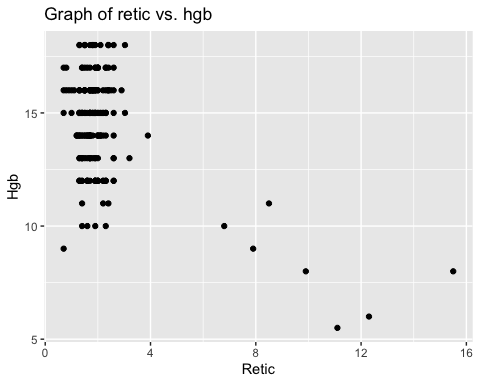 Graph of retic vs. hgb
Hgb
15
10
5
0 4 8 12 16
Retic